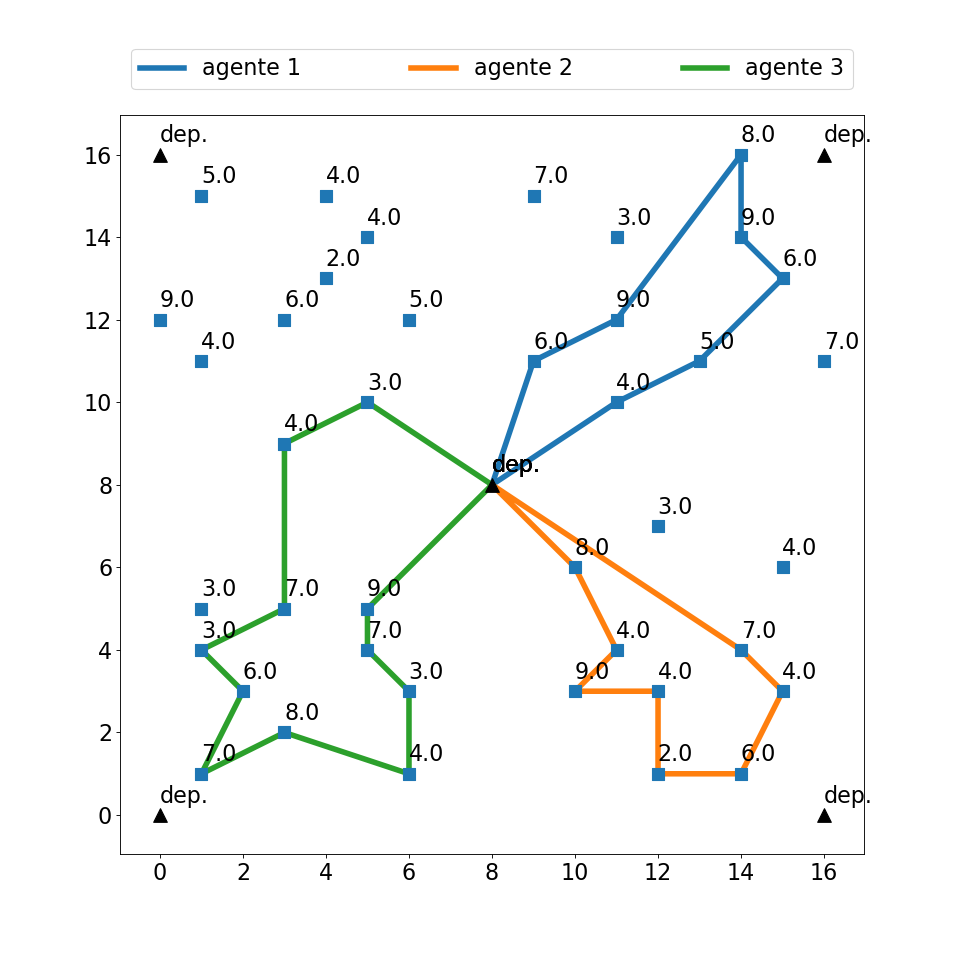 agente 1 agente 2 agente 3
8.0
dep. dep.
16
5.0 4.0 7.0
4.0 3.0 9.0
14
2.0 6.0
9.0 6.0 5.0 9.0
12
4.0 6.0 5.0 7.0
3.0 4.0
10
4.0
dep. dep.
8
3.0
8.0 4.0
6
3.0 7.0 9.0
3.0 7.0 4.0 7.0
4
6.0 3.0 9.0 4.0 4.0
8.0
2
7.0 4.0 2.0 6.0
dep. dep.
0
0 2 4 6 8 10 12 14 16